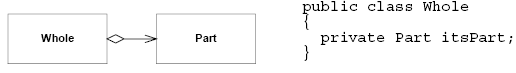 Whole
Part
public class Whole
{
private Part itsPart;
}